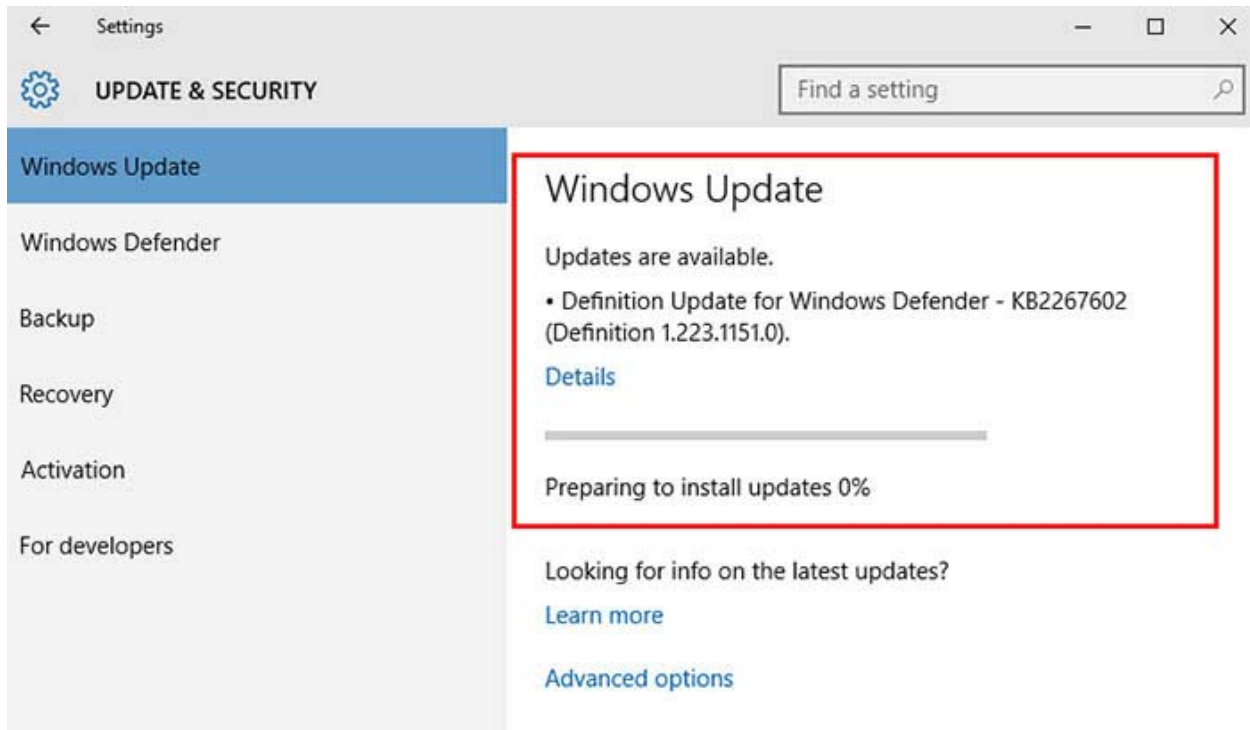 Settings
UPDATE & SECURITY
Find a setting
Windows Update
Windows Defender
Backup
Recovery
Activation
For developers
Windows Update
Updates are available.
• Definition Update for Windows Defender - KB2267602
(Definition 1.223.1151.0).
Details
Preparing to install updates 0%
Looking for info on the latest updates?
Learn more
Advanced options